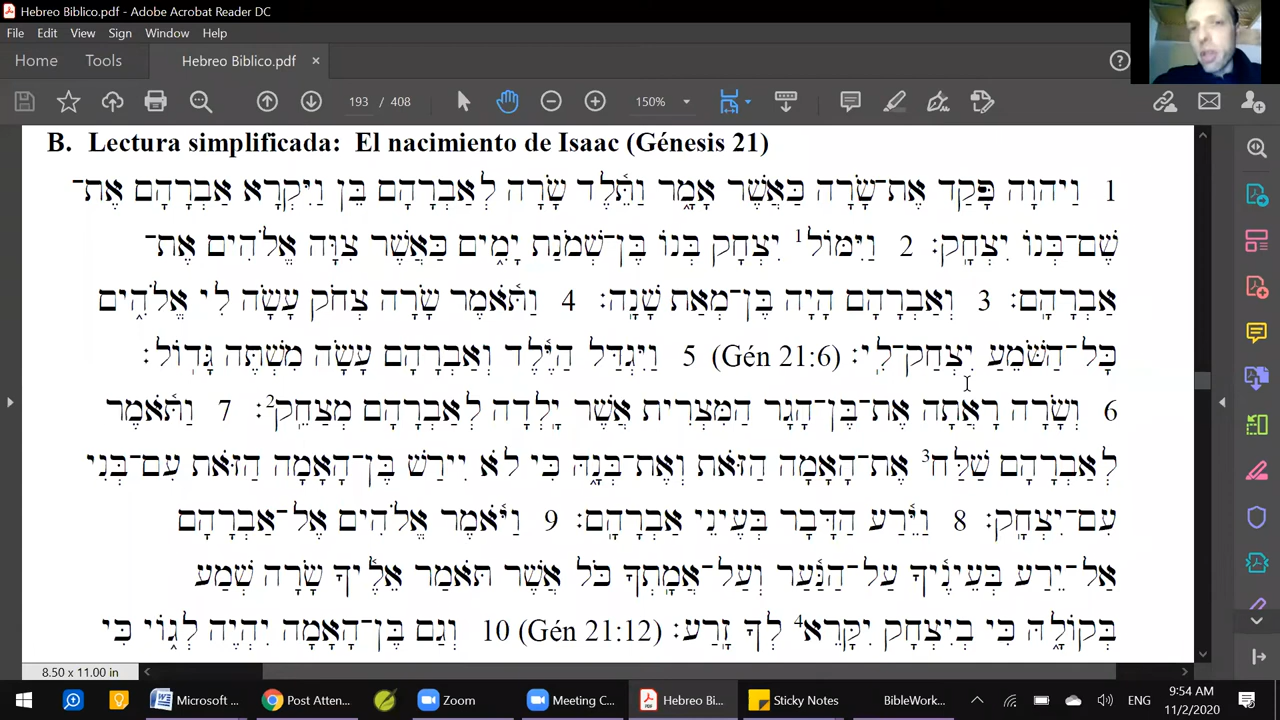 Hebreo Biblico.pdf - Adobe Acrobat Reader DC
File Edit View Sign Window Help
Home Tools Hebreo Biblico.pdf ×
193 / 408 150%
B. Lectura simplificada: El nacimiento de Isaac (Génesis 21)
1 וַיהוָה פָּקַד אֶת־שָׂרָה כַּאֲשֶׁר אָמָ֑ר וַתֵּ֫לֶד שָׂרָה לְאַבְרָהָם בֵּן וַיִּקְרָא אַבְרָהָם אֶת־
שֶׁם־בְּנוֹ יִצְחָֽק׃ 2 וַיִּמּוֹל1 יִצְחָק בְּנוֹ בֶּן־שְׁמֹנַת יָמִ֑ים כַּאֲשֶׁר צִוָּה אֱלֹהִים אֶת־
אַבְרָהָֽם׃ 3 וְאַבְרָהָם הָיָה בֶּן־מְאַת שָׁנָֽה׃ 4 וַתֹּ֫אמֶר שָׂרָה צְחֹק עָשָׂה לִי אֱלֹהִ֑ים
כָּל־הַשֹּׁמֵעַ יִצְחַק־לִֽי׃ (Gén 21:6) 5 וַיִּגְדַּל הַיֶּ֫לֶד וְאַבְרָהָם עָשָׂה מִשְׁתֶּה גָּדֽוֹל׃
6 וְשָׂרָה רָאֲתָה אֶת־בֶּן־הָגָר הַמִּצְרִית אֲשֶׁר יָֽלְדָה לְאַבְרָהָם מְצַחֵֽק2׃ 7 וַתֹּ֫אמֶר
לְאַבְרָהָם שַׁלַּח3 אֶת־הָאָמָה הַזֹּאת וְאֶת־בְּנָ֑הּ כִּי לֹא יִירַשׁ בֶּן־הָאָמָה הַזֹּאת עִם־בְּנִי
עִם־יִצְחָֽק׃ 8 וַיֵּ֫רַע הַדָּבָר בְּעֵינֵי אַבְרָהָֽם׃ 9 וַיֹּ֫אמֶר אֱלֹהִים אֶל־אַבְרָהָם
אַל־יֵרַע בְּעֵינֶ֫יךָ עַל־הַנַּ֫עַר וְעַל־אֲמָתֶ֑ךָ כֹּל אֲשֶׁר תֹּאמַר אֵלֶ֫יךָ שָׂרָה שְׁמַע
בְּקוֹלָ֑הּ כִּי בְיִצְחָק יִקָּרֵא4 לְךָ זָֽרַע׃ (Gén 21:12) 10 וְגַם בֶּן־הָאָמָה יִהְיֶה לְג֑וֹי כִּי
8.50 x 11.00 in
Microsoft ... Post Atten... Zoom Meeting C... Hebreo Bi... Sticky Notes BibleWork... ENG 9:54 AM
11/2/2020